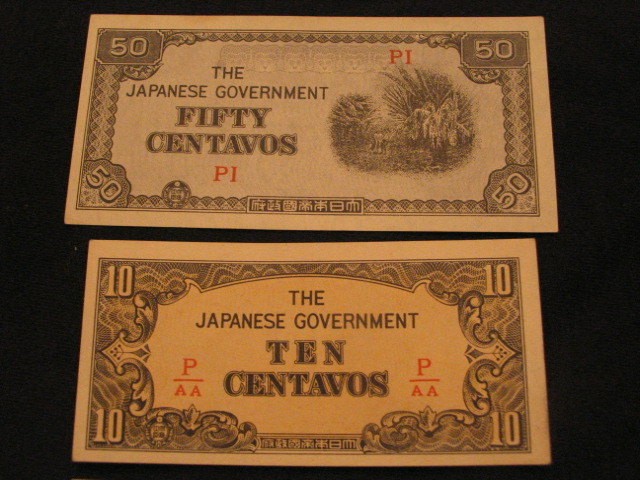 50 50
PI
THE
JAPANESE GOVERNMENT
FIFTY
CENTAVOS
PI
50 50
大日本帝國政府
10 10
THE
JAPANESE GOVERNMENT
TEN
CENTAVOS
P P
AA AA
10 10
大日本帝國政府